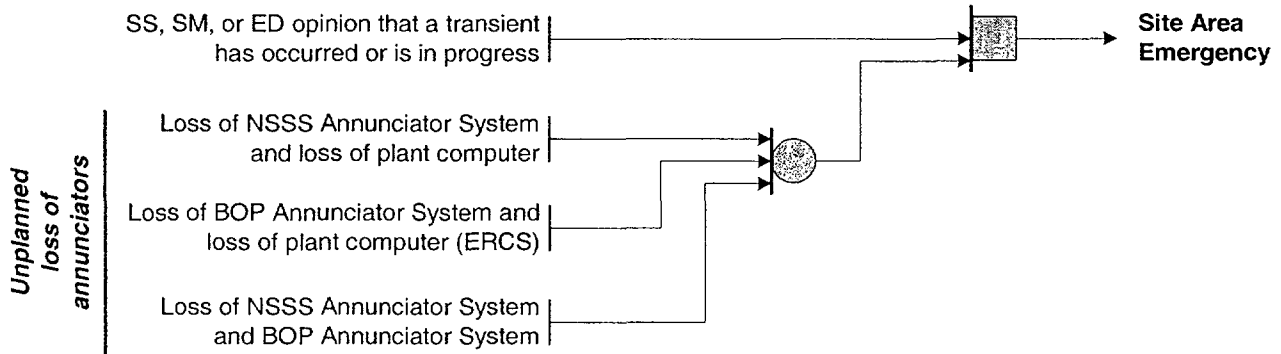 SS, SM, or ED opinion that a transient
has occurred or is in progress
Site Area
Emergency
Unplanned
loss of
annunciators
Loss of NSSS Annunciator System
and loss of plant computer
Loss of BOP Annunciator System and
loss of plant computer (ERCS)
Loss of NSSS Annunciator System
and BOP Annunciator System